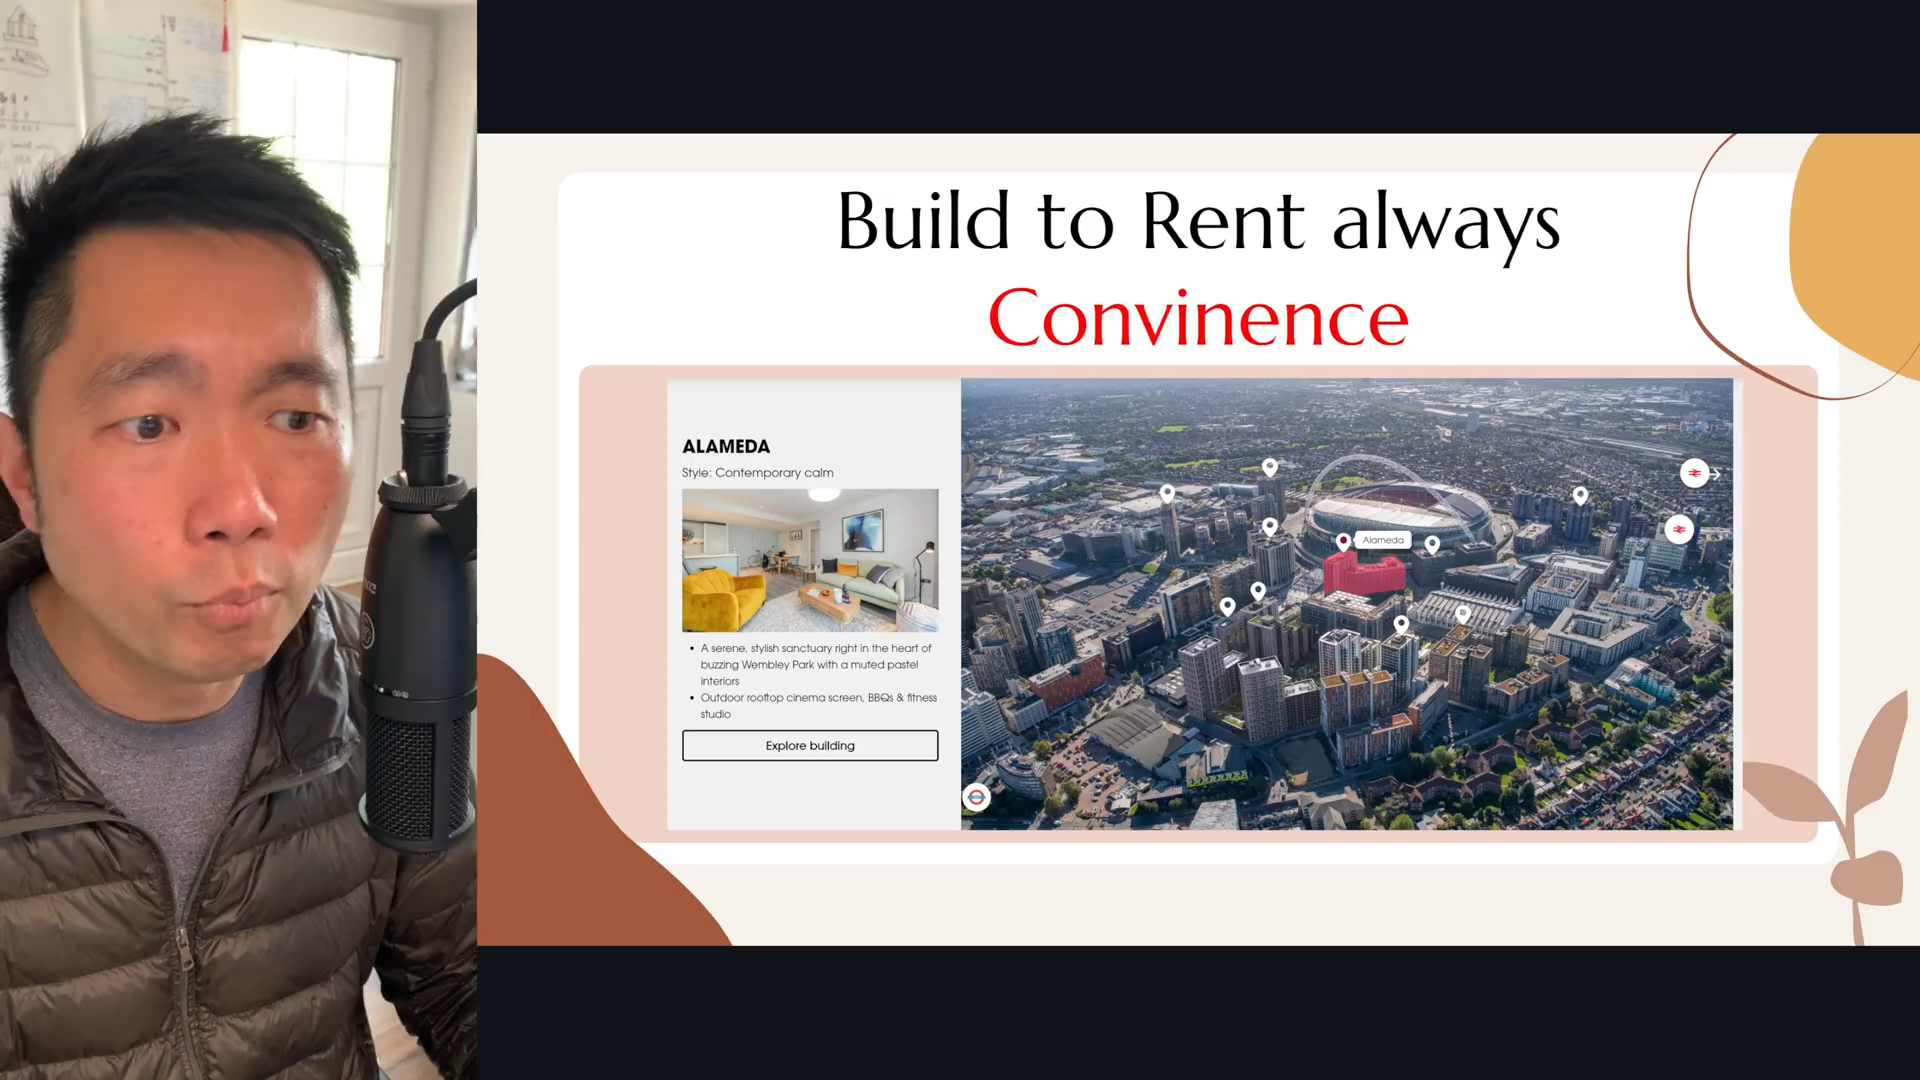 Build to Rent always
Convinence
ALAMEDA
Style: Contemporary calm
• A serene, stylish sanctuary right in the heart of
buzzing Wembley Park with a muted pastel
interiors
• Outdoor rooftop cinema screen, BBQs & fitness
studio
Explore building
Alameda